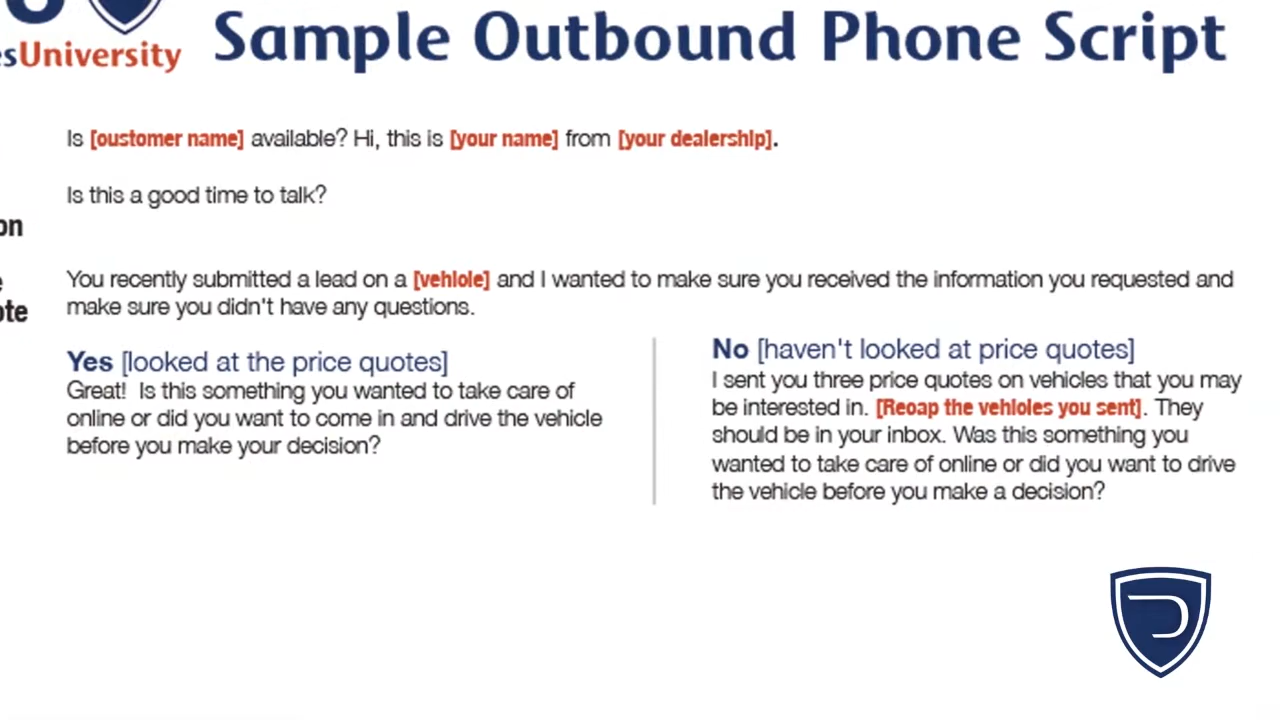 esUniversity
Sample Outbound Phone Script
Is [oustomer name] available? Hi, this is [your name] from [your dealership].
Is this a good time to talk?
on
e
ote
You recently submitted a lead on a [vehlole] and I wanted to make sure you received the information you requested and
make sure you didn't have any questions.
Yes [looked at the price quotes]
Great! Is this something you wanted to take care of
online or did you want to come in and drive the vehicle
before you make your decision?
No [haven't looked at price quotes]
I sent you three price quotes on vehicles that you may
be interested in. [Reoap the vehloles you sent]. They
should be in your inbox. Was this something you
wanted to take care of online or did you want to drive
the vehicle before you make a decision?